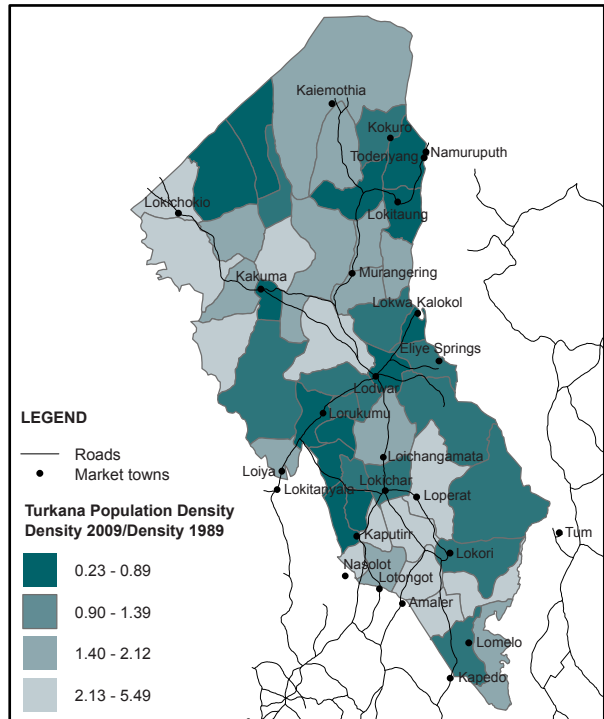 Kaiemothia
Kokuro
Namuruputh
Todenyang
Lokichokio
Lokitaung
Murangering
Kakuma
Lokwa Kalokol
Eliye Springs
Lodwar
LEGEND
Lorukumu
Roads
Loichangamata
Market towns
Loiya
Lokichar
Lokitanyala
Loperat
Turkana Population Density
Density 2009/Density 1989
Tum
Kaputirr
Lokori
0.23 - 0.89
Nasolot
Lotongot
Amaler
0.90 - 1.39
1.40 - 2.12
Lomelo
Kapedo
2.13 - 5.49